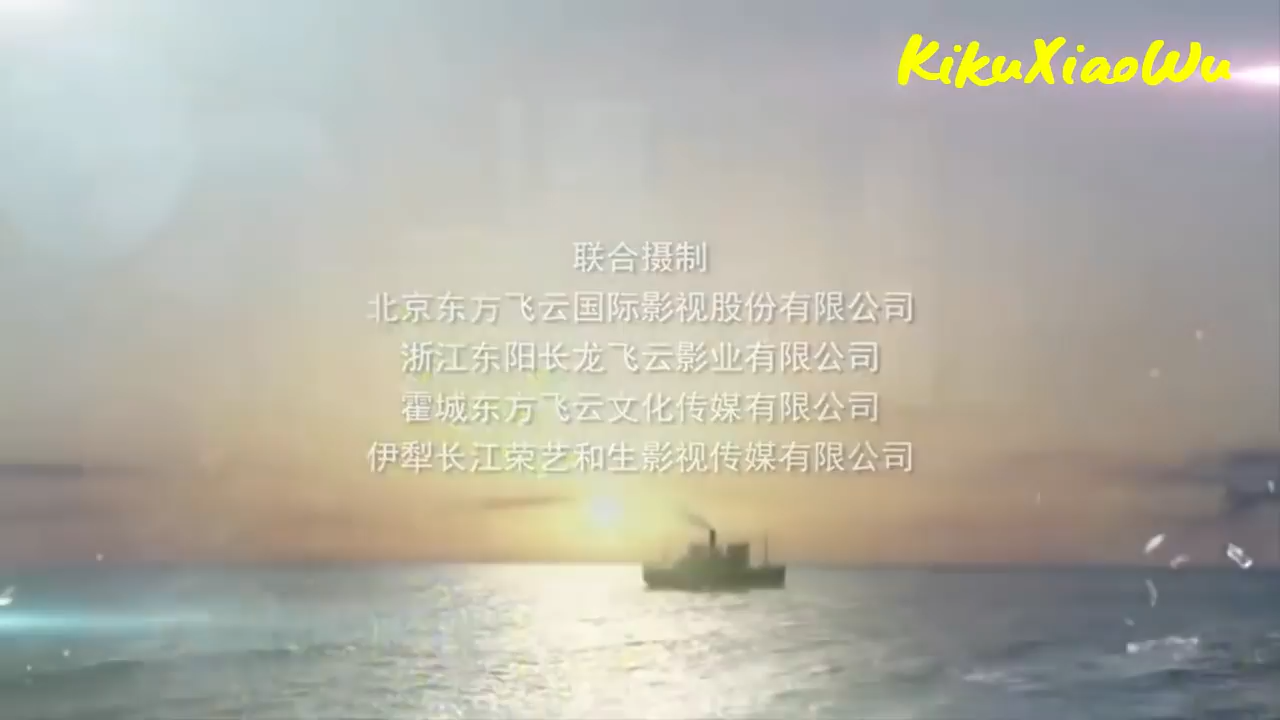 KikuXiaoWu
联合摄制
北京东方飞云国际影视股份有限公司
浙江东阳长龙飞云影业有限公司
霍城东方飞云文化传媒有限公司
伊犁长江荣艺和生影视传媒有限公司